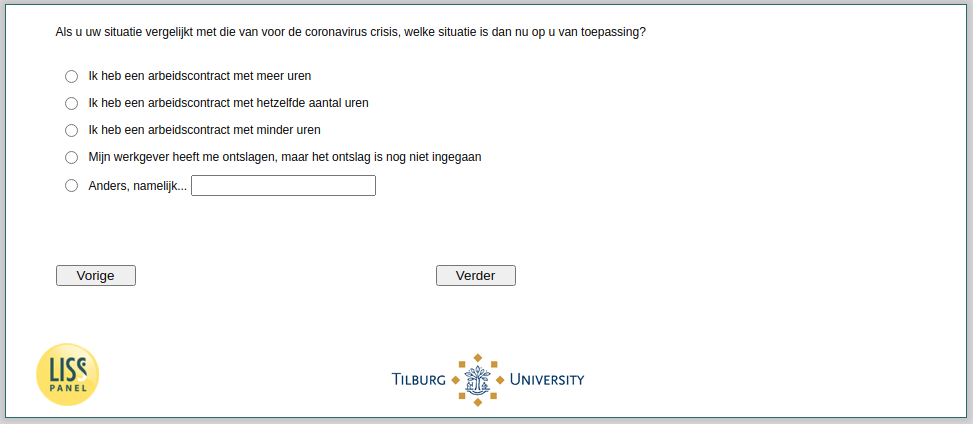 Als u uw situatie vergelijkt met die van voor de coronavirus crisis, welke situatie is dan nu op u van toepassing?
Ik heb een arbeidscontract met meer uren
Ik heb een arbeidscontract met hetzelfde aantal uren
Ik heb een arbeidscontract met minder uren
Mijn werkgever heeft me ontslagen, maar het ontslag is nog niet ingegaan
Anders, namelijk...
Vorige
Verder
LISS
PANEL
TILBURG UNIVERSITY